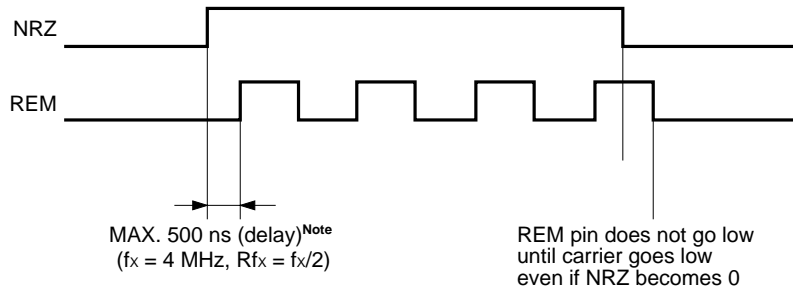 NRZ
REM
MAX. 500 ns (delay)Note
(fx = 4 MHz, Rfx = fx/2)
REM pin does not go low
until carrier goes low
even if NRZ becomes 0